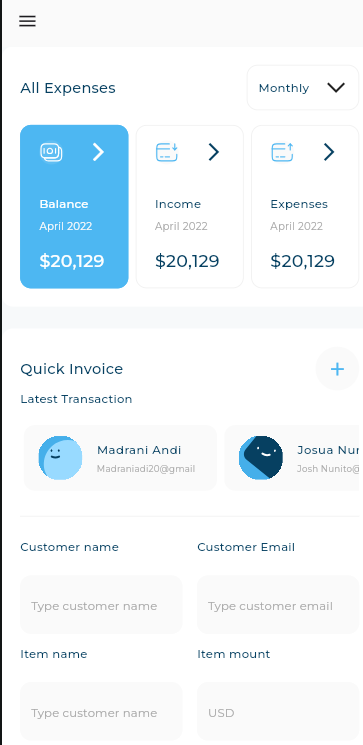 All Expenses
Monthly
Balance
April 2022
$20,129
Income
April 2022
$20,129
Expenses
April 2022
$20,129
Quick Invoice
Latest Transaction
Madrani Andi
Madraniadi20@gmail
Josua Nur
Josh Nunito@
Customer name
Customer Email
Type customer name
Type customer email
Item name
Item mount
Type customer name
USD